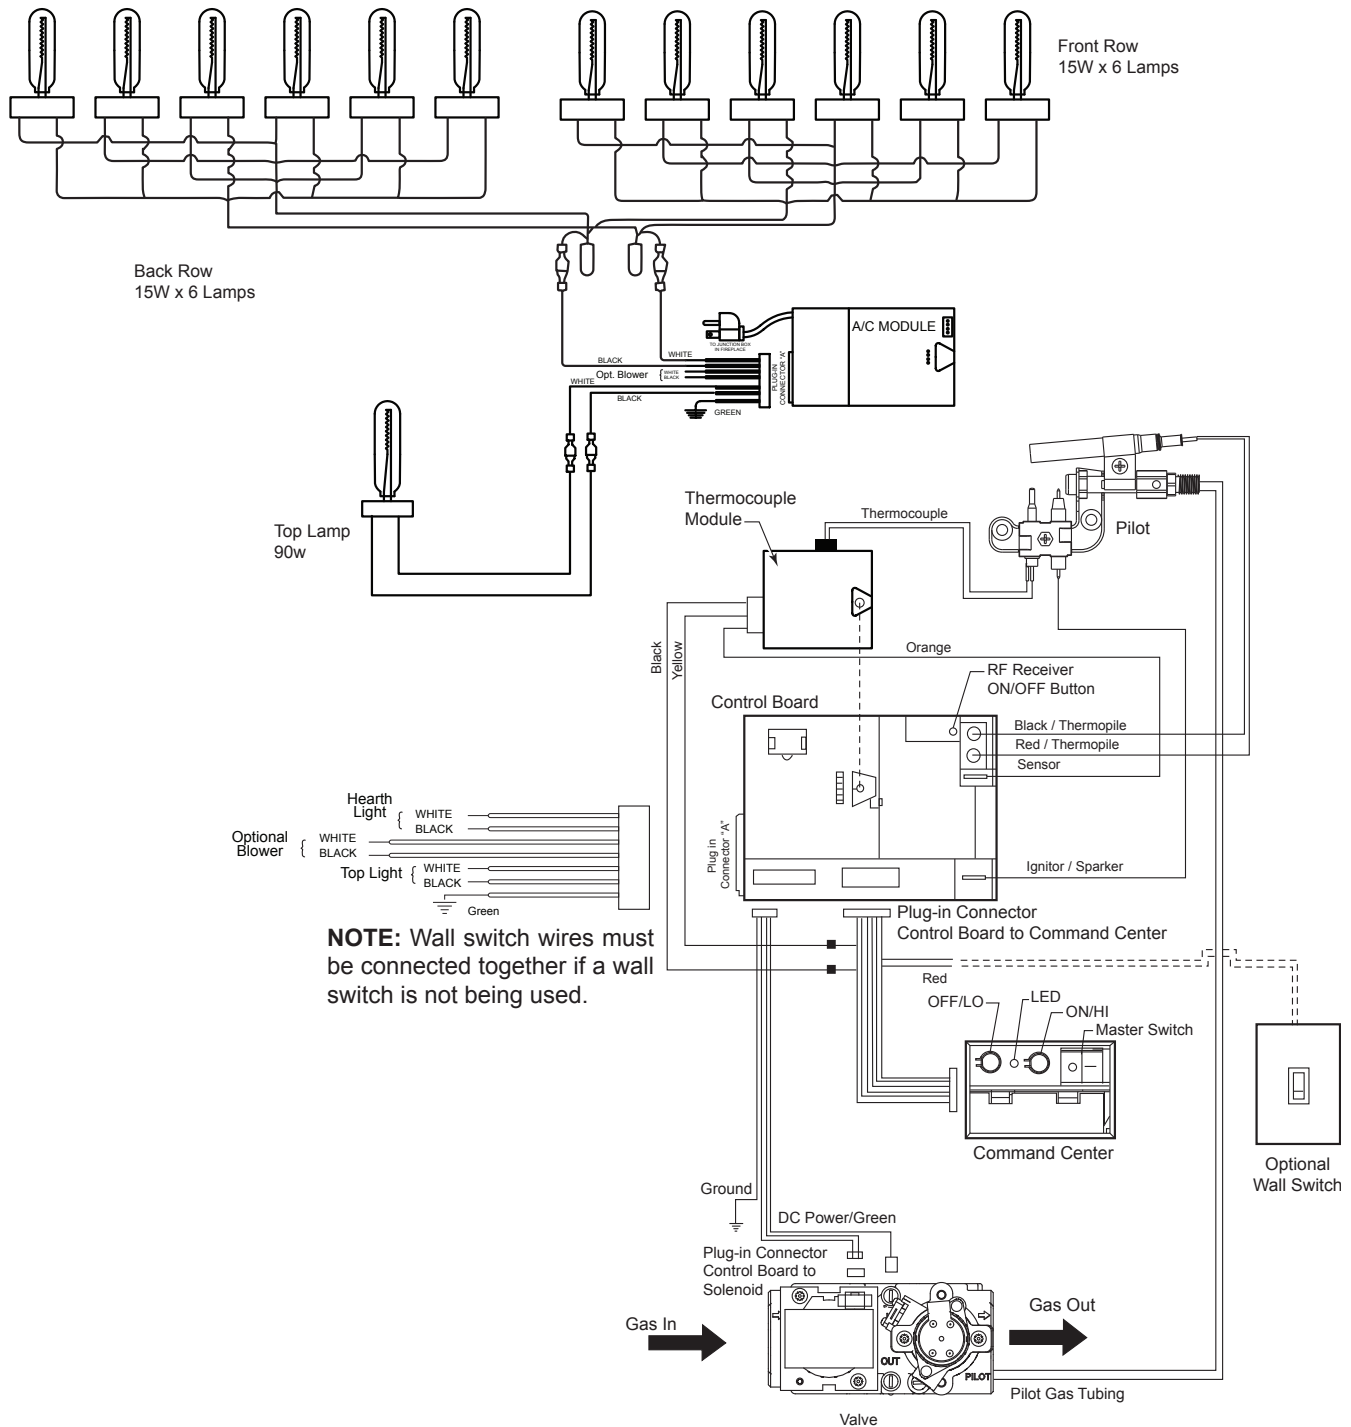 Front Row
15W x 6 Lamps
Back Row
15W x 6 Lamps
A/C MODULE
TO JUNCTION BOX
IN FIREPLACE
PLUG-IN
CONNECTOR "A"
WHITE
BLACK
Opt. Blower
WHITE
BLACK
WHITE
BLACK
GREEN
Top Lamp
90w
Thermocouple
Module
Thermocouple
Pilot
Black
Yellow
Orange
RF Receiver
ON/OFF Button
Control Board
Black / Thermopile
Red / Thermopile
Sensor
Hearth
Light
WHITE
BLACK
Optional
Blower
WHITE
BLACK
Top Light
WHITE
BLACK
Green
Plug in
Connector "A"
Ignitor / Sparker
Plug-in Connector
Control Board to Command Center
NOTE: Wall switch wires must
be connected together if a wall
switch is not being used.
Red
OFF/LO
LED
ON/HI
Master Switch
Command Center
Optional
Wall Switch
Ground
DC Power/Green
Plug-in Connector
Control Board to
Solenoid
Gas In
Gas Out
OUT
PILOT
Pilot Gas Tubing
Valve